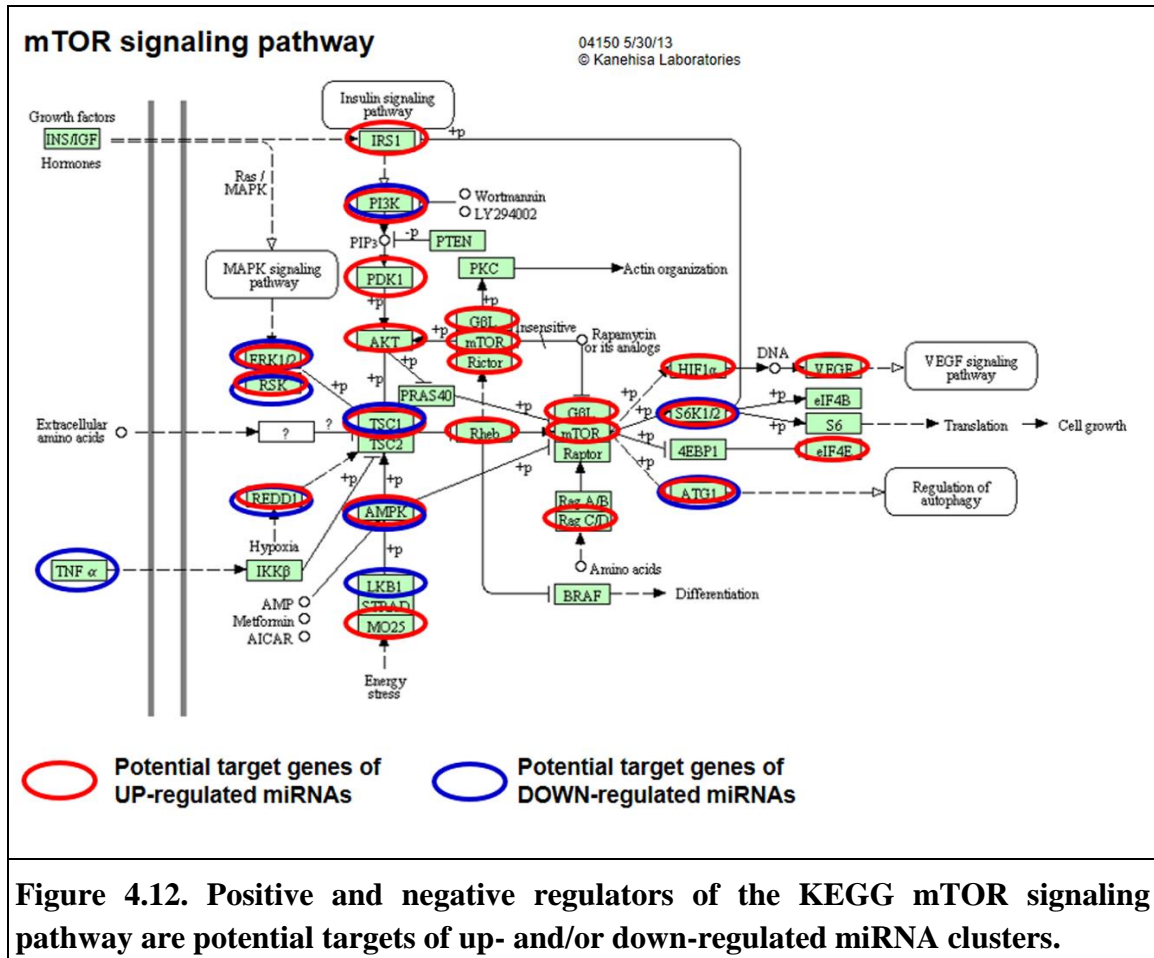 mTOR signaling pathway
04150 5/30/13
© Kanehisa Laboratories
Insulin signaling
pathway
Growth factors
INS/IGF
Hormones
IRS1
+p
Ras /
MAPK
PI3K
Wortmannin
LY294002
PIP3
-p
PTEN
MAPK signaling
pathway
PDK1
PKC
Actin organization
+p
+p
GβL
AKT
+p
mTOR
Insensitive
Rapamycin
or its analogs
Rictor
ERK1/2
RSK
+p
+p
PRAS40
HIF1α
DNA
VEGF
VEGF signaling
pathway
+p
GβL
+p
S6K1/2
+p
eIF4B
Extracellular
amino acids
?
?
TSC1
TSC2
Rheb
mTOR
Raptor
+p
S6
Translation
Cell growth
+p
4EBP1
eIF4E
+p
+p
+p
REDD1
AMPK
Rag A/B
Rag C/D
ATG1
Regulation of
autophagy
Hypoxia
+p
TNF α
IKKβ
Amino acids
LKB1
STRAD
MO25
BRAF
Differentiation
AMP
Metformin
AICAR
Energy
stress
Potential target genes of
UP-regulated miRNAs
Potential target genes of
DOWN-regulated miRNAs
Figure 4.12. Positive and negative regulators of the KEGG mTOR signaling
pathway are potential targets of up- and/or down-regulated miRNA clusters.